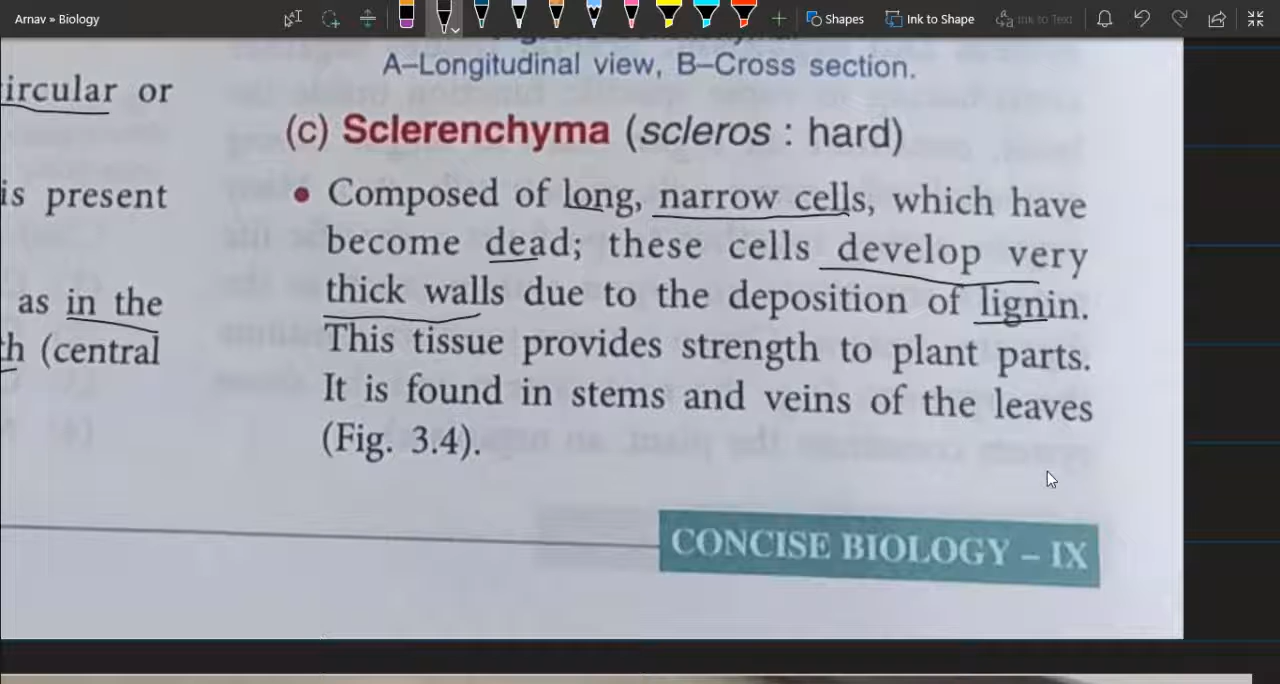 Arnav » Biology
Shapes
Ink to Shape
Ink to Text
A–Longitudinal view, B–Cross section.
ircular or
is present
as in the
h (central
(c) Sclerenchyma (scleros : hard)
• Composed of long, narrow cells, which have
become dead; these cells develop very
thick walls due to the deposition of lignin.
This tissue provides strength to plant parts.
It is found in stems and veins of the leaves
(Fig. 3.4).
CONCISE BIOLOGY – IX